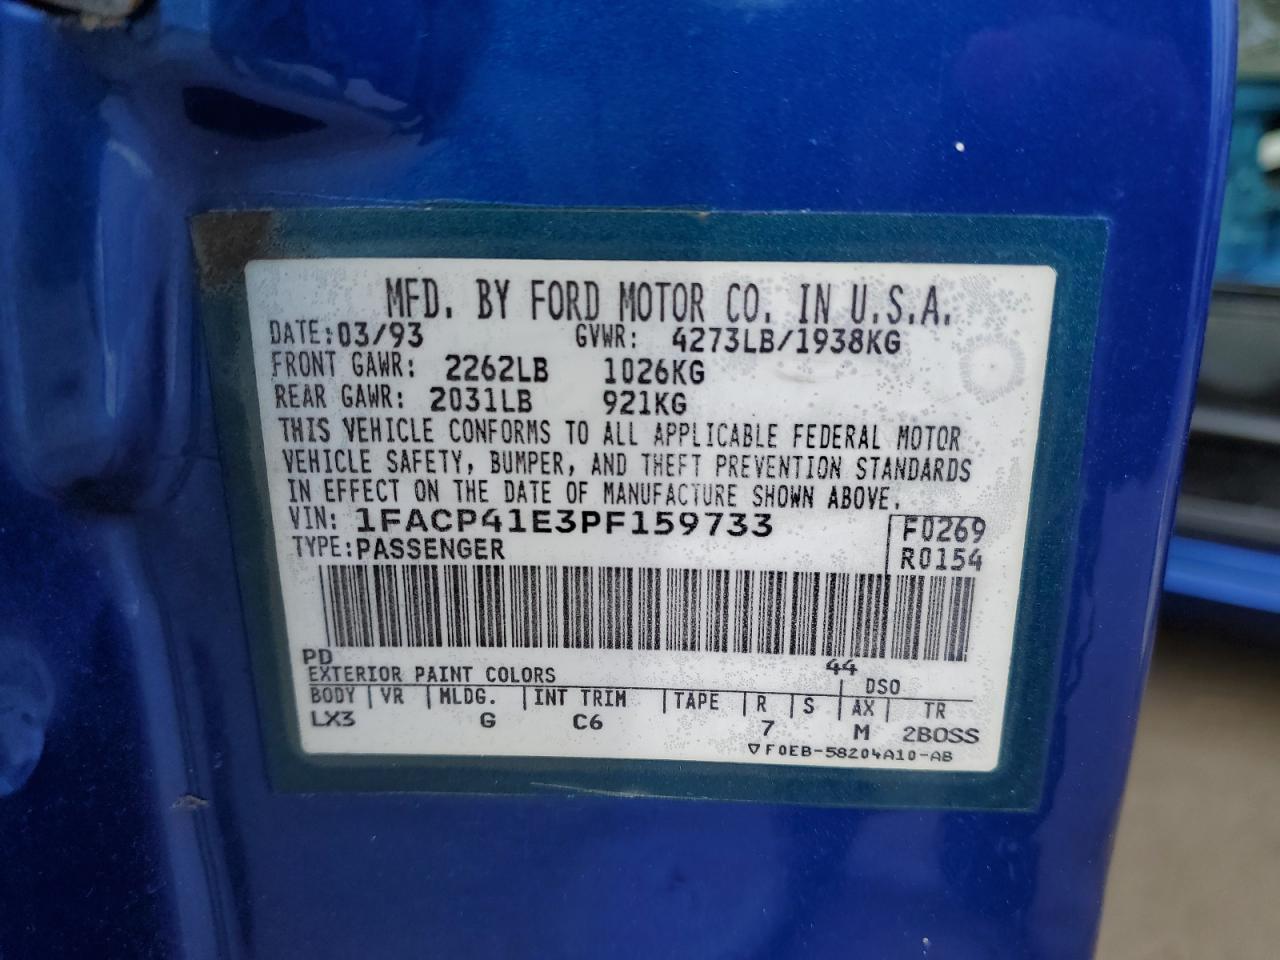 MFD. BY FORD MOTOR CO. IN U.S.A.
DATE: 03/93 GVWR: 4273LB/1938KG
FRONT GAWR: 2262LB 1026KG
REAR GAWR: 2031LB 921KG
THIS VEHICLE CONFORMS TO ALL APPLICABLE FEDERAL MOTOR
VEHICLE SAFETY, BUMPER, AND THEFT PREVENTION STANDARDS
IN EFFECT ON THE DATE OF MANUFACTURE SHOWN ABOVE.
VIN: 1FACP41E3PF159733 F0269
TYPE: PASSENGER R0154
PD 44
EXTERIOR PAINT COLORS DSO
BODY VR MLDG. INT TRIM TAPE R S AX TR
LX3 G C6 7 M 2BOSS
▽F0EB-58204A10-AB